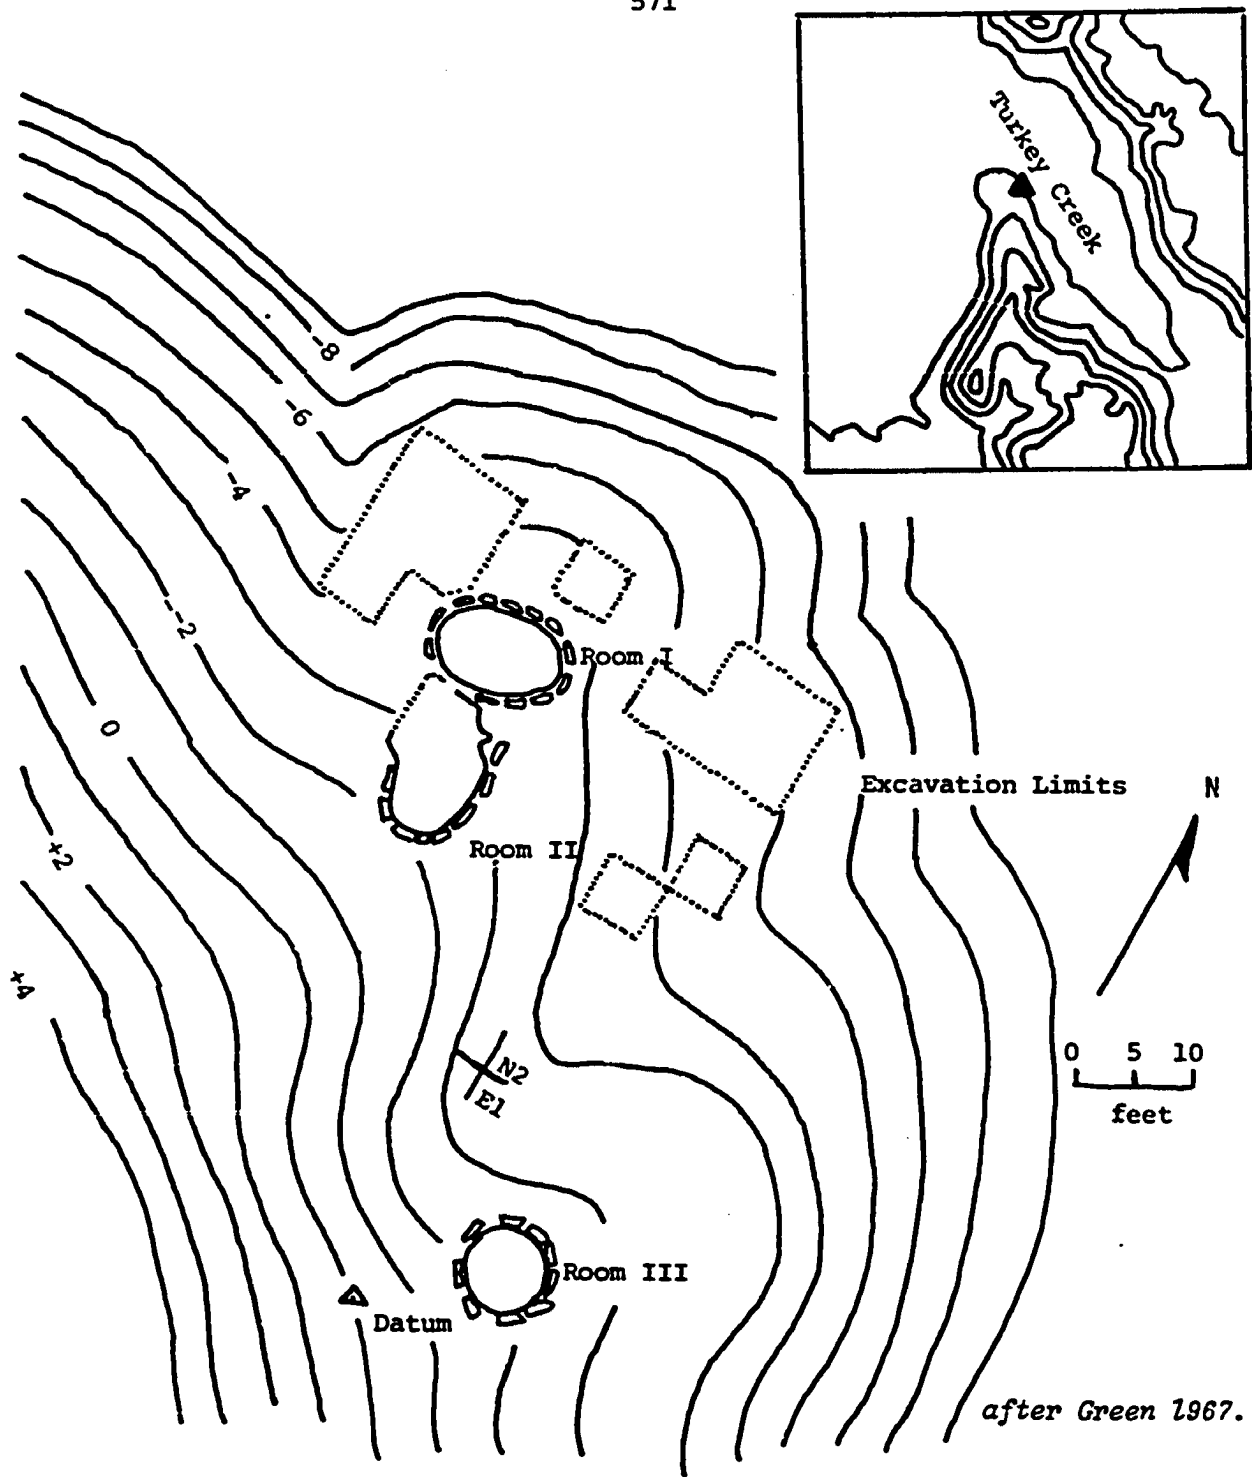 571
Turkey Creek
-8
-6
-4
-2
0
+2
+4
Room I
Excavation Limits
N
Room II
N2
E1
0 5 10
feet
Room III
Datum
after Green 1967.